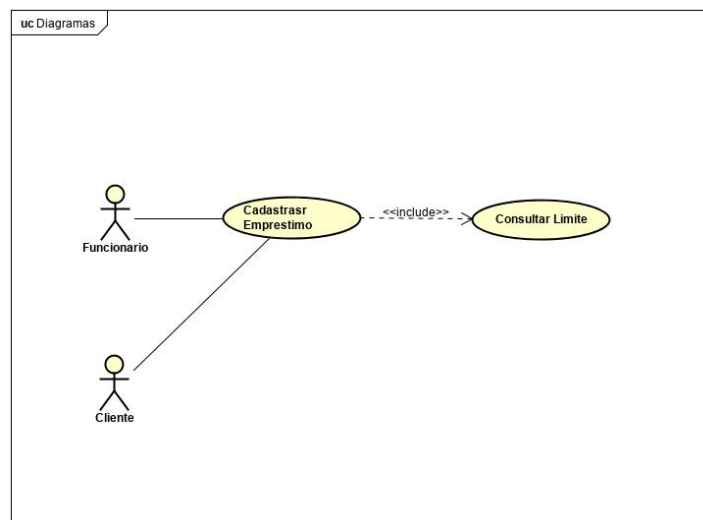 uc Diagramas
Cadastrasr
Emprestimo
<<include>>
Consultar Limite
Funcionario
Cliente